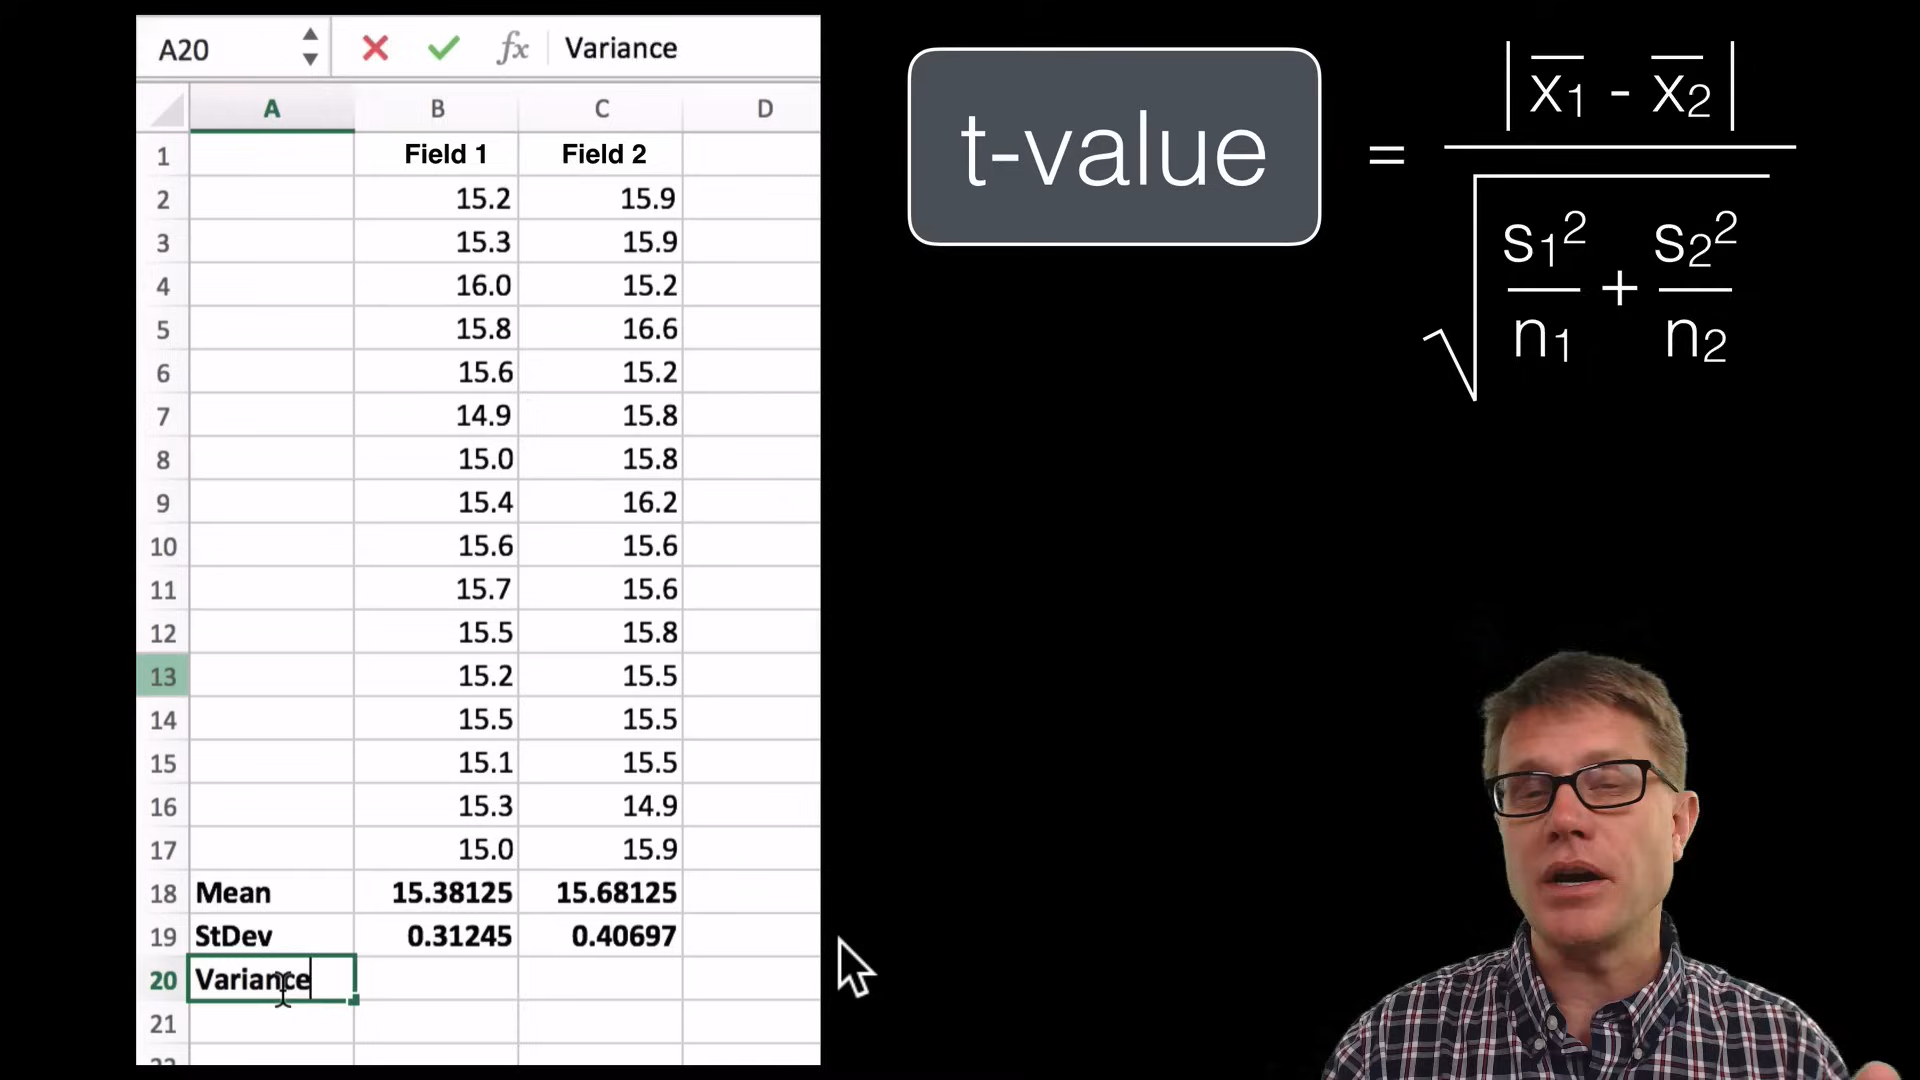 A20 fx Variance
A B C D
1 Field 1 Field 2
2 15.2 15.9
3 15.3 15.9
4 16.0 15.2
5 15.8 16.6
6 15.6 15.2
7 14.9 15.8
8 15.0 15.8
9 15.4 16.2
10 15.6 15.6
11 15.7 15.6
12 15.5 15.8
13 15.2 15.5
14 15.5 15.5
15 15.1 15.5
16 15.3 14.9
17 15.0 15.9
18 Mean 15.38125 15.68125
19 StDev 0.31245 0.40697
20 Variance
21
t-value = |x̅₁ - x̅₂|
√ s₁² + s₂²
n₁ n₂